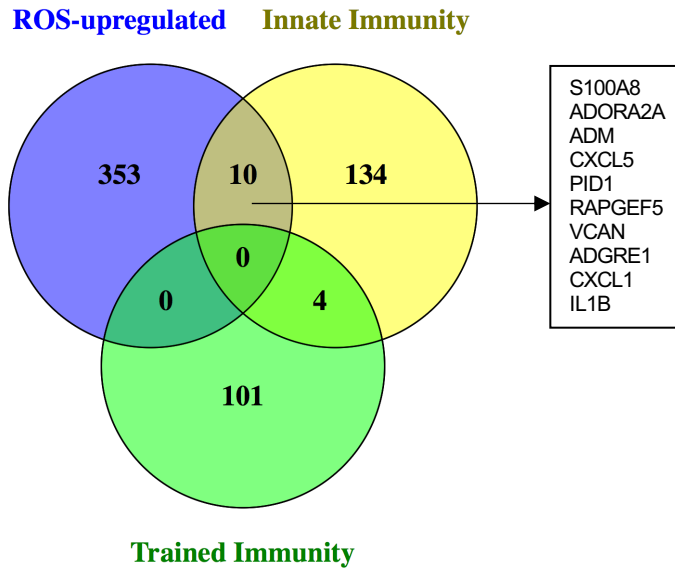 ROS-upregulated Innate Immunity
353
10
134
0
0
4
101
Trained Immunity
S100A8
ADORA2A
ADM
CXCL5
PID1
RAPGEF5
VCAN
ADGRE1
CXCL1
IL1B